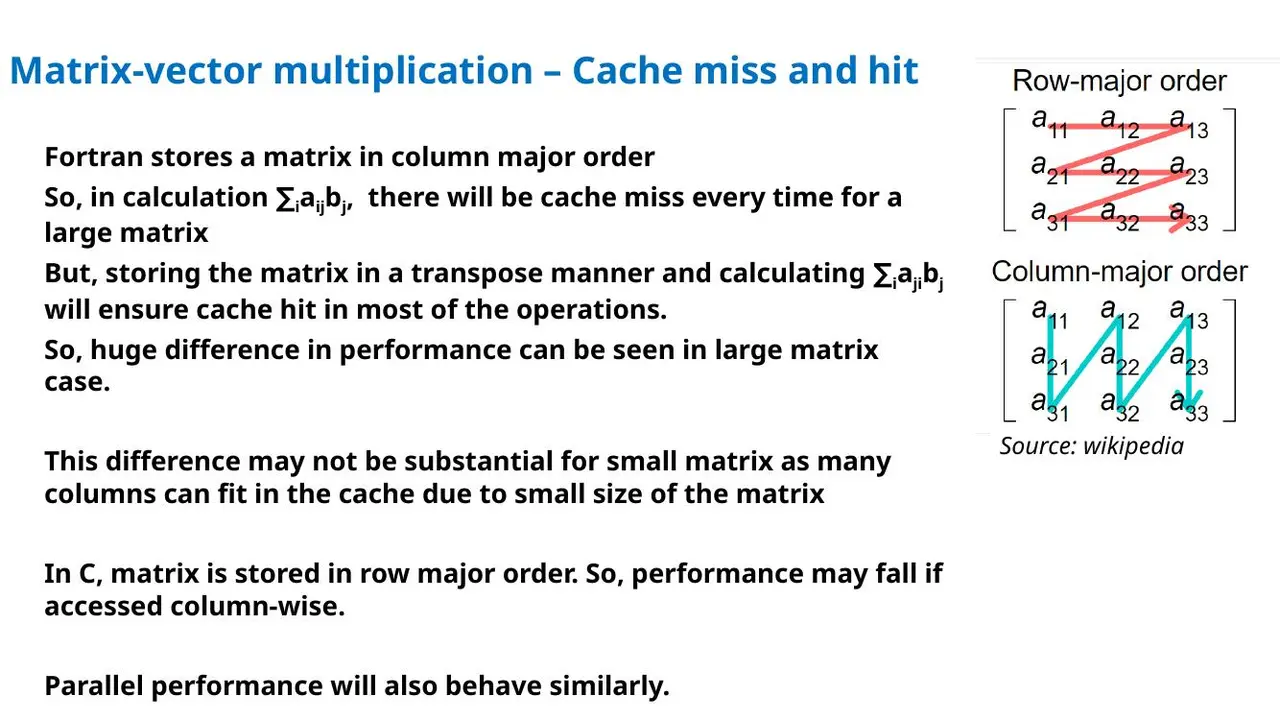 Matrix-vector multiplication – Cache miss and hit
Fortran stores a matrix in column major order
So, in calculation ∑ᵢaᵢⱼbⱼ, there will be cache miss every time for a
large matrix
But, storing the matrix in a transpose manner and calculating ∑ᵢaⱼᵢbⱼ
will ensure cache hit in most of the operations.
So, huge difference in performance can be seen in large matrix
case.
This difference may not be substantial for small matrix as many
columns can fit in the cache due to small size of the matrix
In C, matrix is stored in row major order. So, performance may fall if
accessed column-wise.
Parallel performance will also behave similarly.
Row-major order
a₁₁ a₁₂ a₁₃
a₂₁ a₂₂ a₂₃
a₃₁ a₃₂ a₃₃
Column-major order
a₁₁ a₁₂ a₁₃
a₂₁ a₂₂ a₂₃
a₃₁ a₃₂ a₃₃
Source: wikipedia